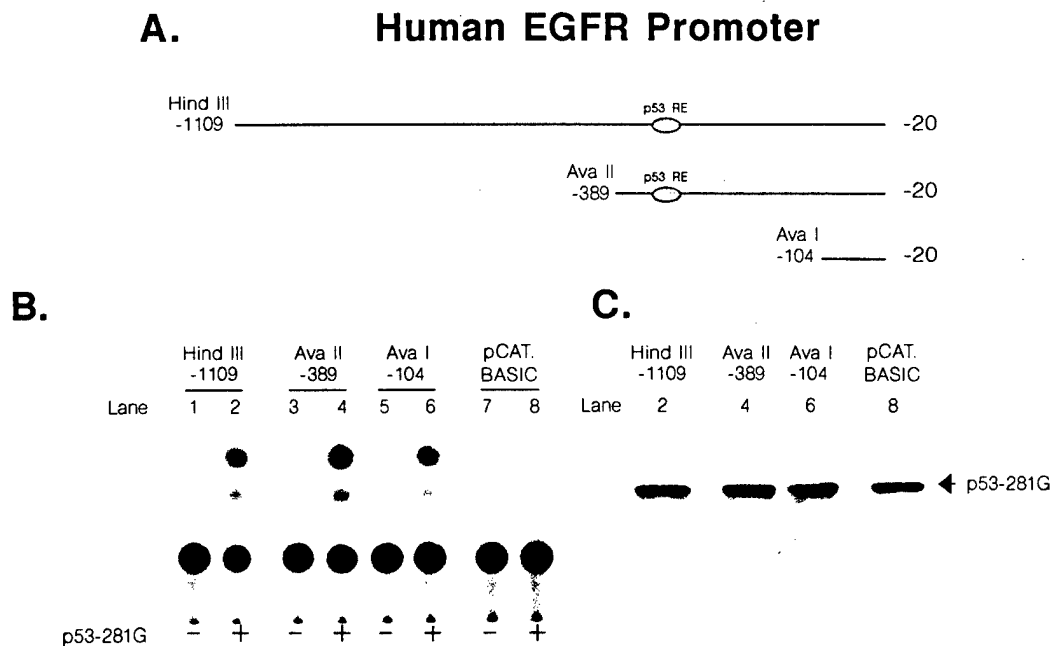 A. Human EGFR Promoter
Hind III
-1109
p53 RE
-20
Ava II
-389
p53 RE
-20
Ava I
-104
-20
B.
Hind III Ava II Ava I pCAT.
-1109 -389 -104 BASIC
Lane 1 2 3 4 5 6 7 8
p53-281G - + - + - + - +
C.
Hind III Ava II Ava I pCAT.
-1109 -389 -104 BASIC
Lane 2 4 6 8
p53-281G